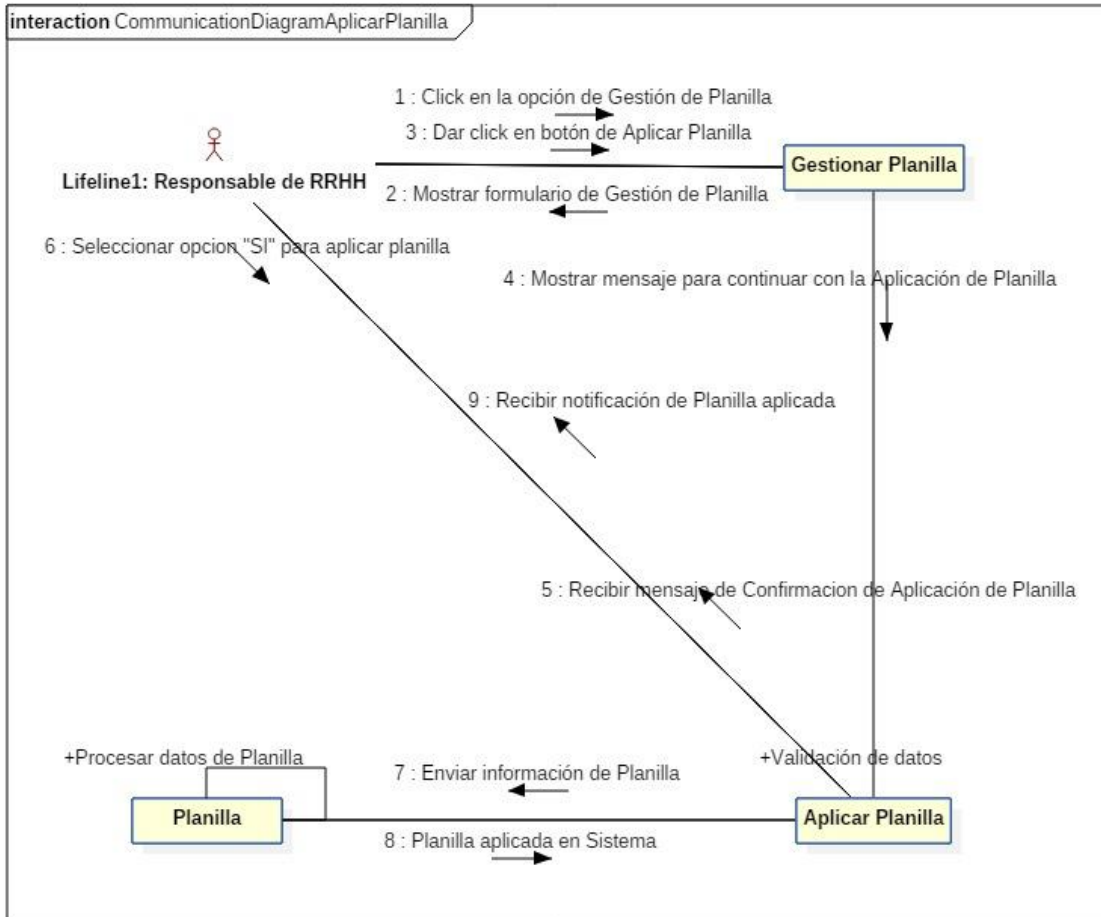 interaction CommunicationDiagramAplicarPlanilla
1 : Click en la opción de Gestión de Planilla
3 : Dar click en botón de Aplicar Planilla
Gestionar Planilla
Lifeline1: Responsable de RRHH
2 : Mostrar formulario de Gestión de Planilla
6 : Seleccionar opcion "SI" para aplicar planilla
4 : Mostrar mensaje para continuar con la Aplicación de Planilla
9 : Recibir notificación de Planilla aplicada
5 : Recibir mensaje de Confirmacion de Aplicación de Planilla
+Procesar datos de Planilla
+Validación de datos
7 : Enviar información de Planilla
Planilla
Aplicar Planilla
8 : Planilla aplicada en Sistema